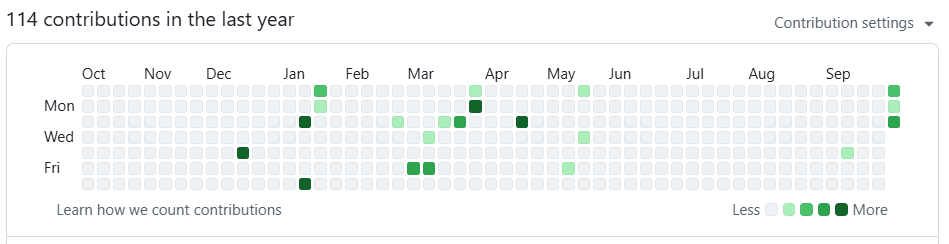 114 contributions in the last year
Contribution settings
Oct Nov Dec Jan Feb Mar Apr May Jun Jul Aug Sep
Mon
Wed
Fri
Learn how we count contributions
Less More